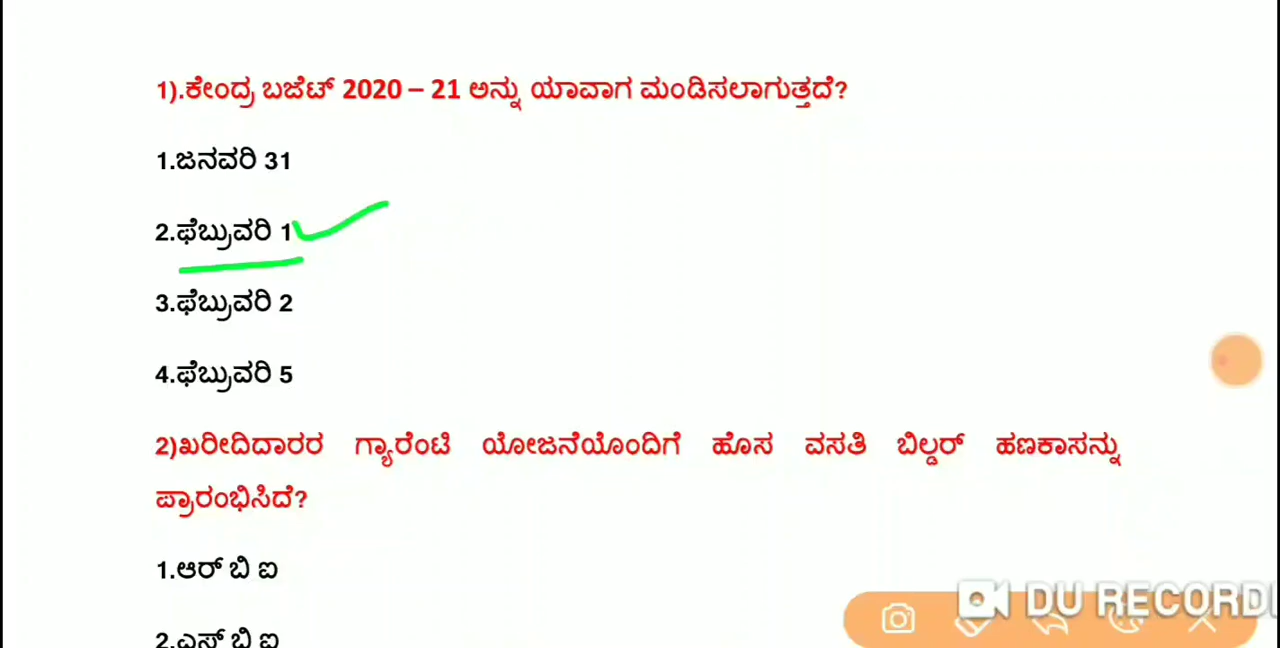 1).ಕೇಂದ್ರ ಬಜೆಟ್ 2020 – 21 ಅನ್ನು ಯಾವಾಗ ಮಂಡಿಸಲಾಗುತ್ತದೆ?
1.ಜನವರಿ 31
2.ಫೆಬ್ರುವರಿ 1
3.ಫೆಬ್ರುವರಿ 2
4.ಫೆಬ್ರುವರಿ 5
2)ಖರೀದಿದಾರರ ಗ್ಯಾರೆಂಟಿ ಯೋಜನೆಯೊಂದಿಗೆ ಹೊಸ ವಸತಿ ಬಿಲ್ಡರ್ ಹಣಕಾಸನ್ನು
ಪ್ರಾರಂಭಿಸಿದೆ?
1.ಆರ್ ಬಿ ಐ
DU RECORD
2.ಎಸ್ ಬಿ ಐ